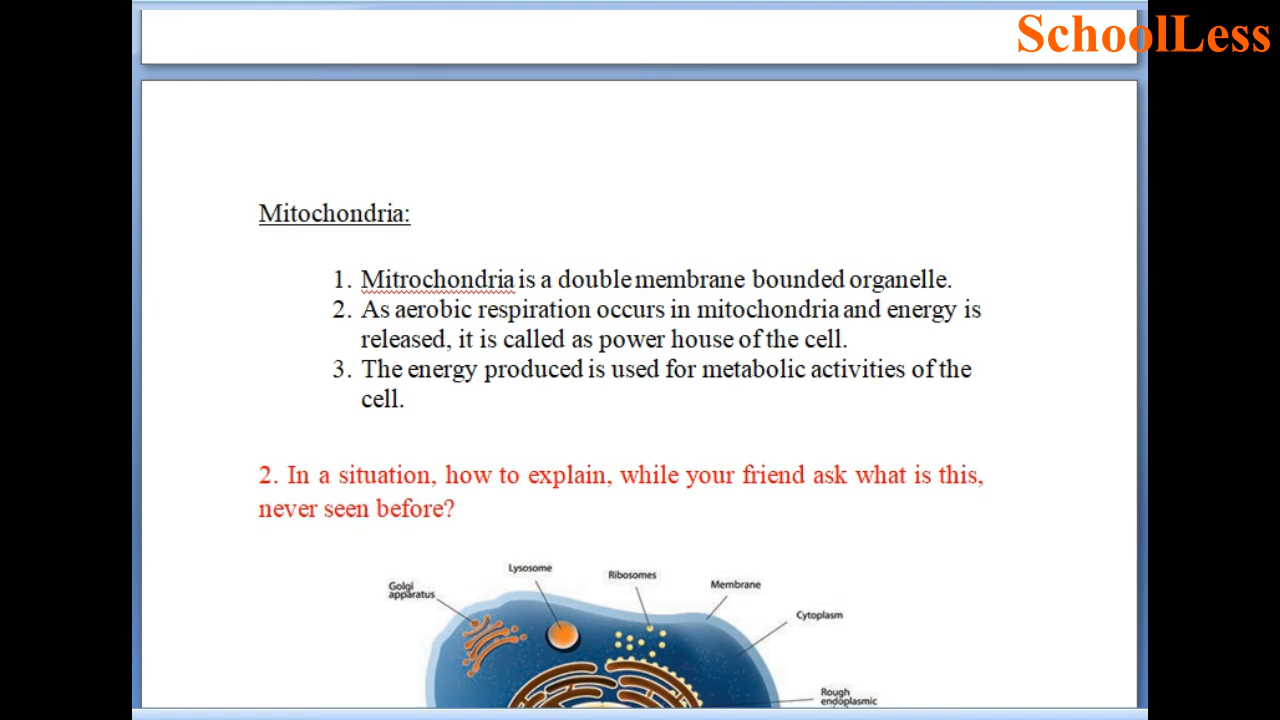 SchoolLess
Mitochondria:
1. Mitrochondria is a double membrane bounded organelle.
2. As aerobic respiration occurs in mitochondria and energy is
released, it is called as power house of the cell.
3. The energy produced is used for metabolic activities of the
cell.
2. In a situation, how to explain, while your friend ask what is this,
never seen before?
Lysosome
Ribosomes
Golgi
apparatus
Membrane
Cytoplasm
Rough
endoplasmic